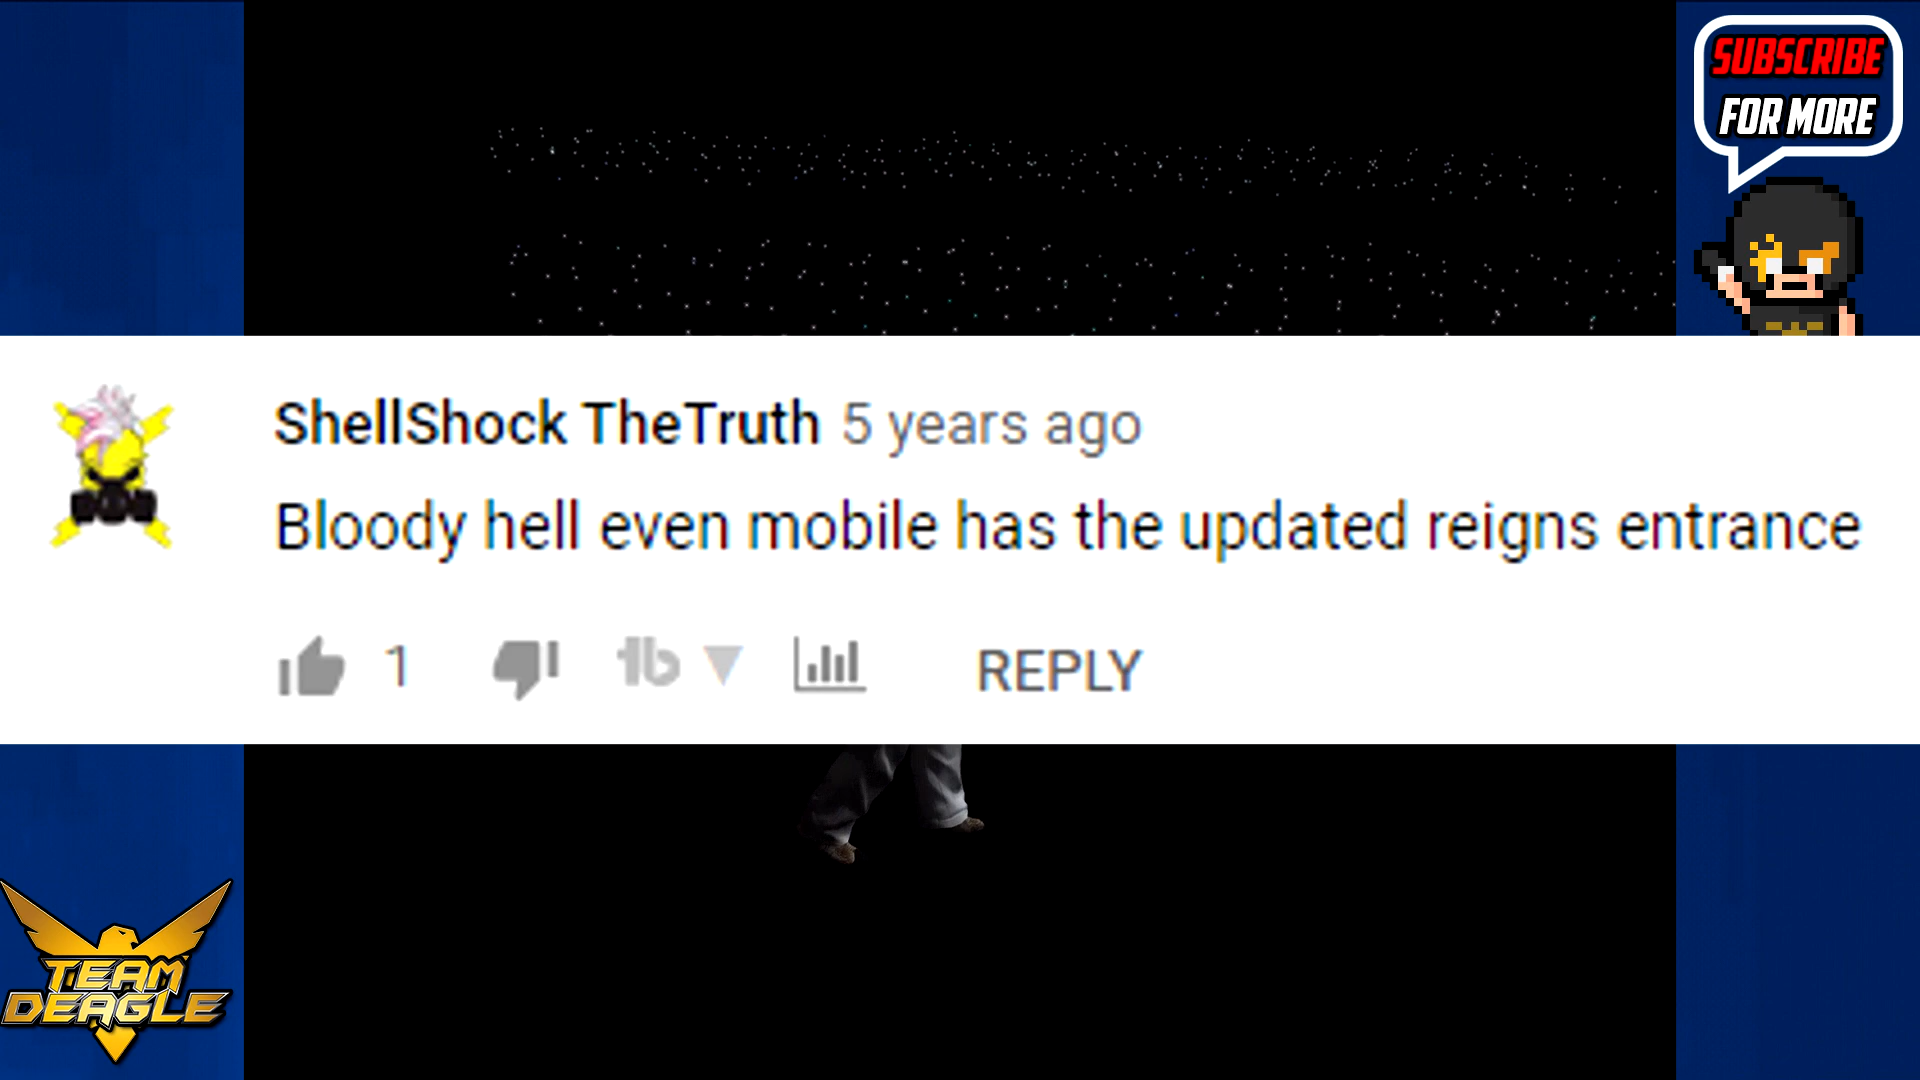 SUBSCRIBE
FOR MORE
ShellShock TheTruth 5 years ago
Bloody hell even mobile has the updated reigns entrance
1 tb REPLY
TEAM
DEAGLE